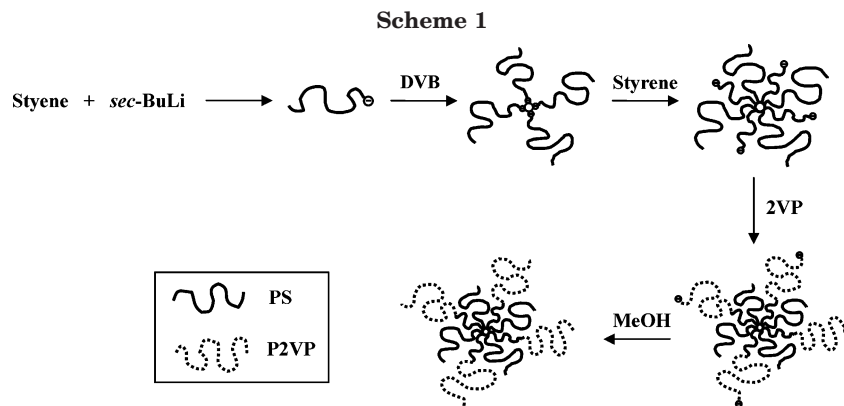 Scheme 1
Styene + sec-BuLi
DVB
Styrene
2VP
MeOH
PS
P2VP